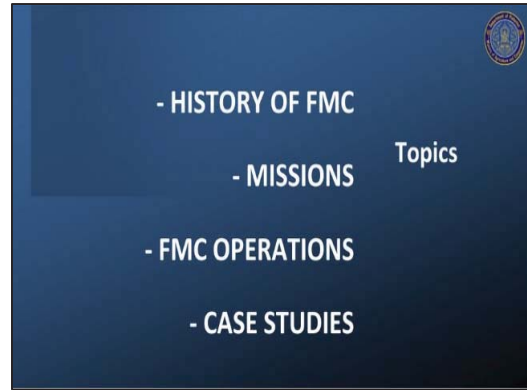 - HISTORY OF FMC
Topics
- MISSIONS
- FMC OPERATIONS
- CASE STUDIES